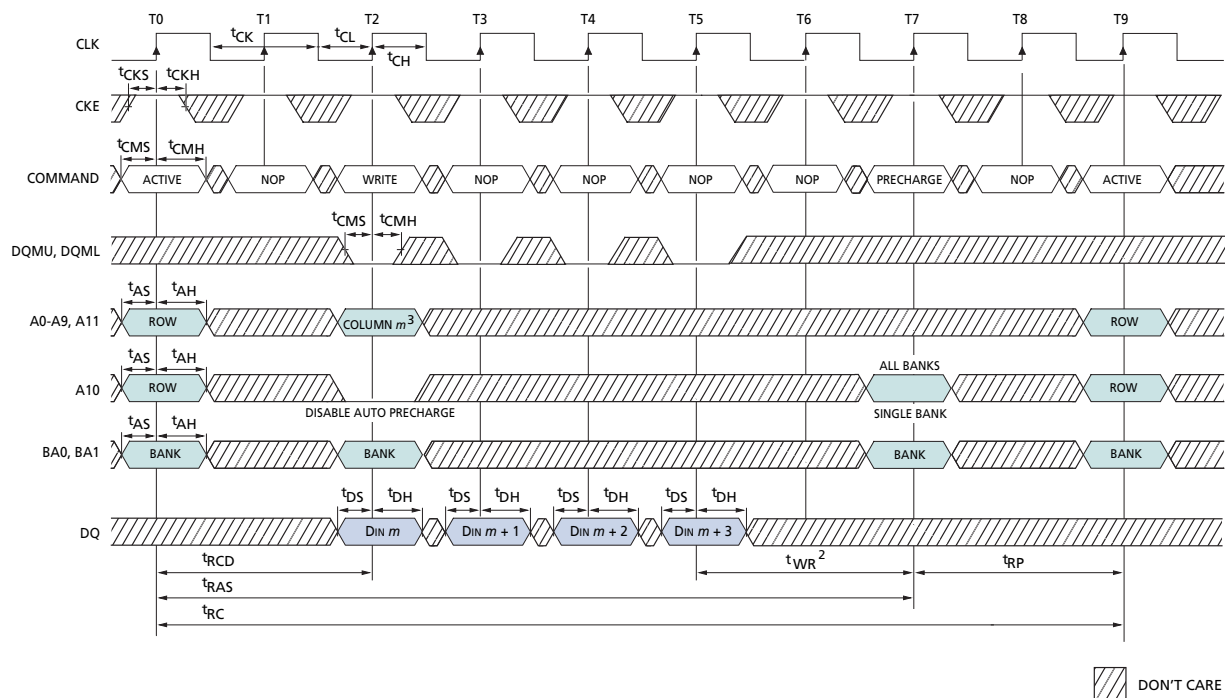 T0 T1 T2 T3 T4 T5 T6 T7 T8 T9
CLK tCK tCL tCH
tCKS tCKH
CKE
tCMS tCMH
COMMAND ACTIVE NOP WRITE NOP NOP NOP NOP PRECHARGE NOP ACTIVE
tCMS tCMH
DQMU, DQML
tAS tAH
A0-A9, A11 ROW COLUMN m3 ROW
tAS tAH ALL BANKS
A10 ROW ROW
DISABLE AUTO PRECHARGE SINGLE BANK
tAS tAH
BA0, BA1 BANK BANK BANK BANK
tDS tDH tDS tDH tDS tDH tDS tDH
DQ DIN m DIN m + 1 DIN m + 2 DIN m + 3
tRCD tWR2 tRP
tRAS
tRC
DON'T CARE